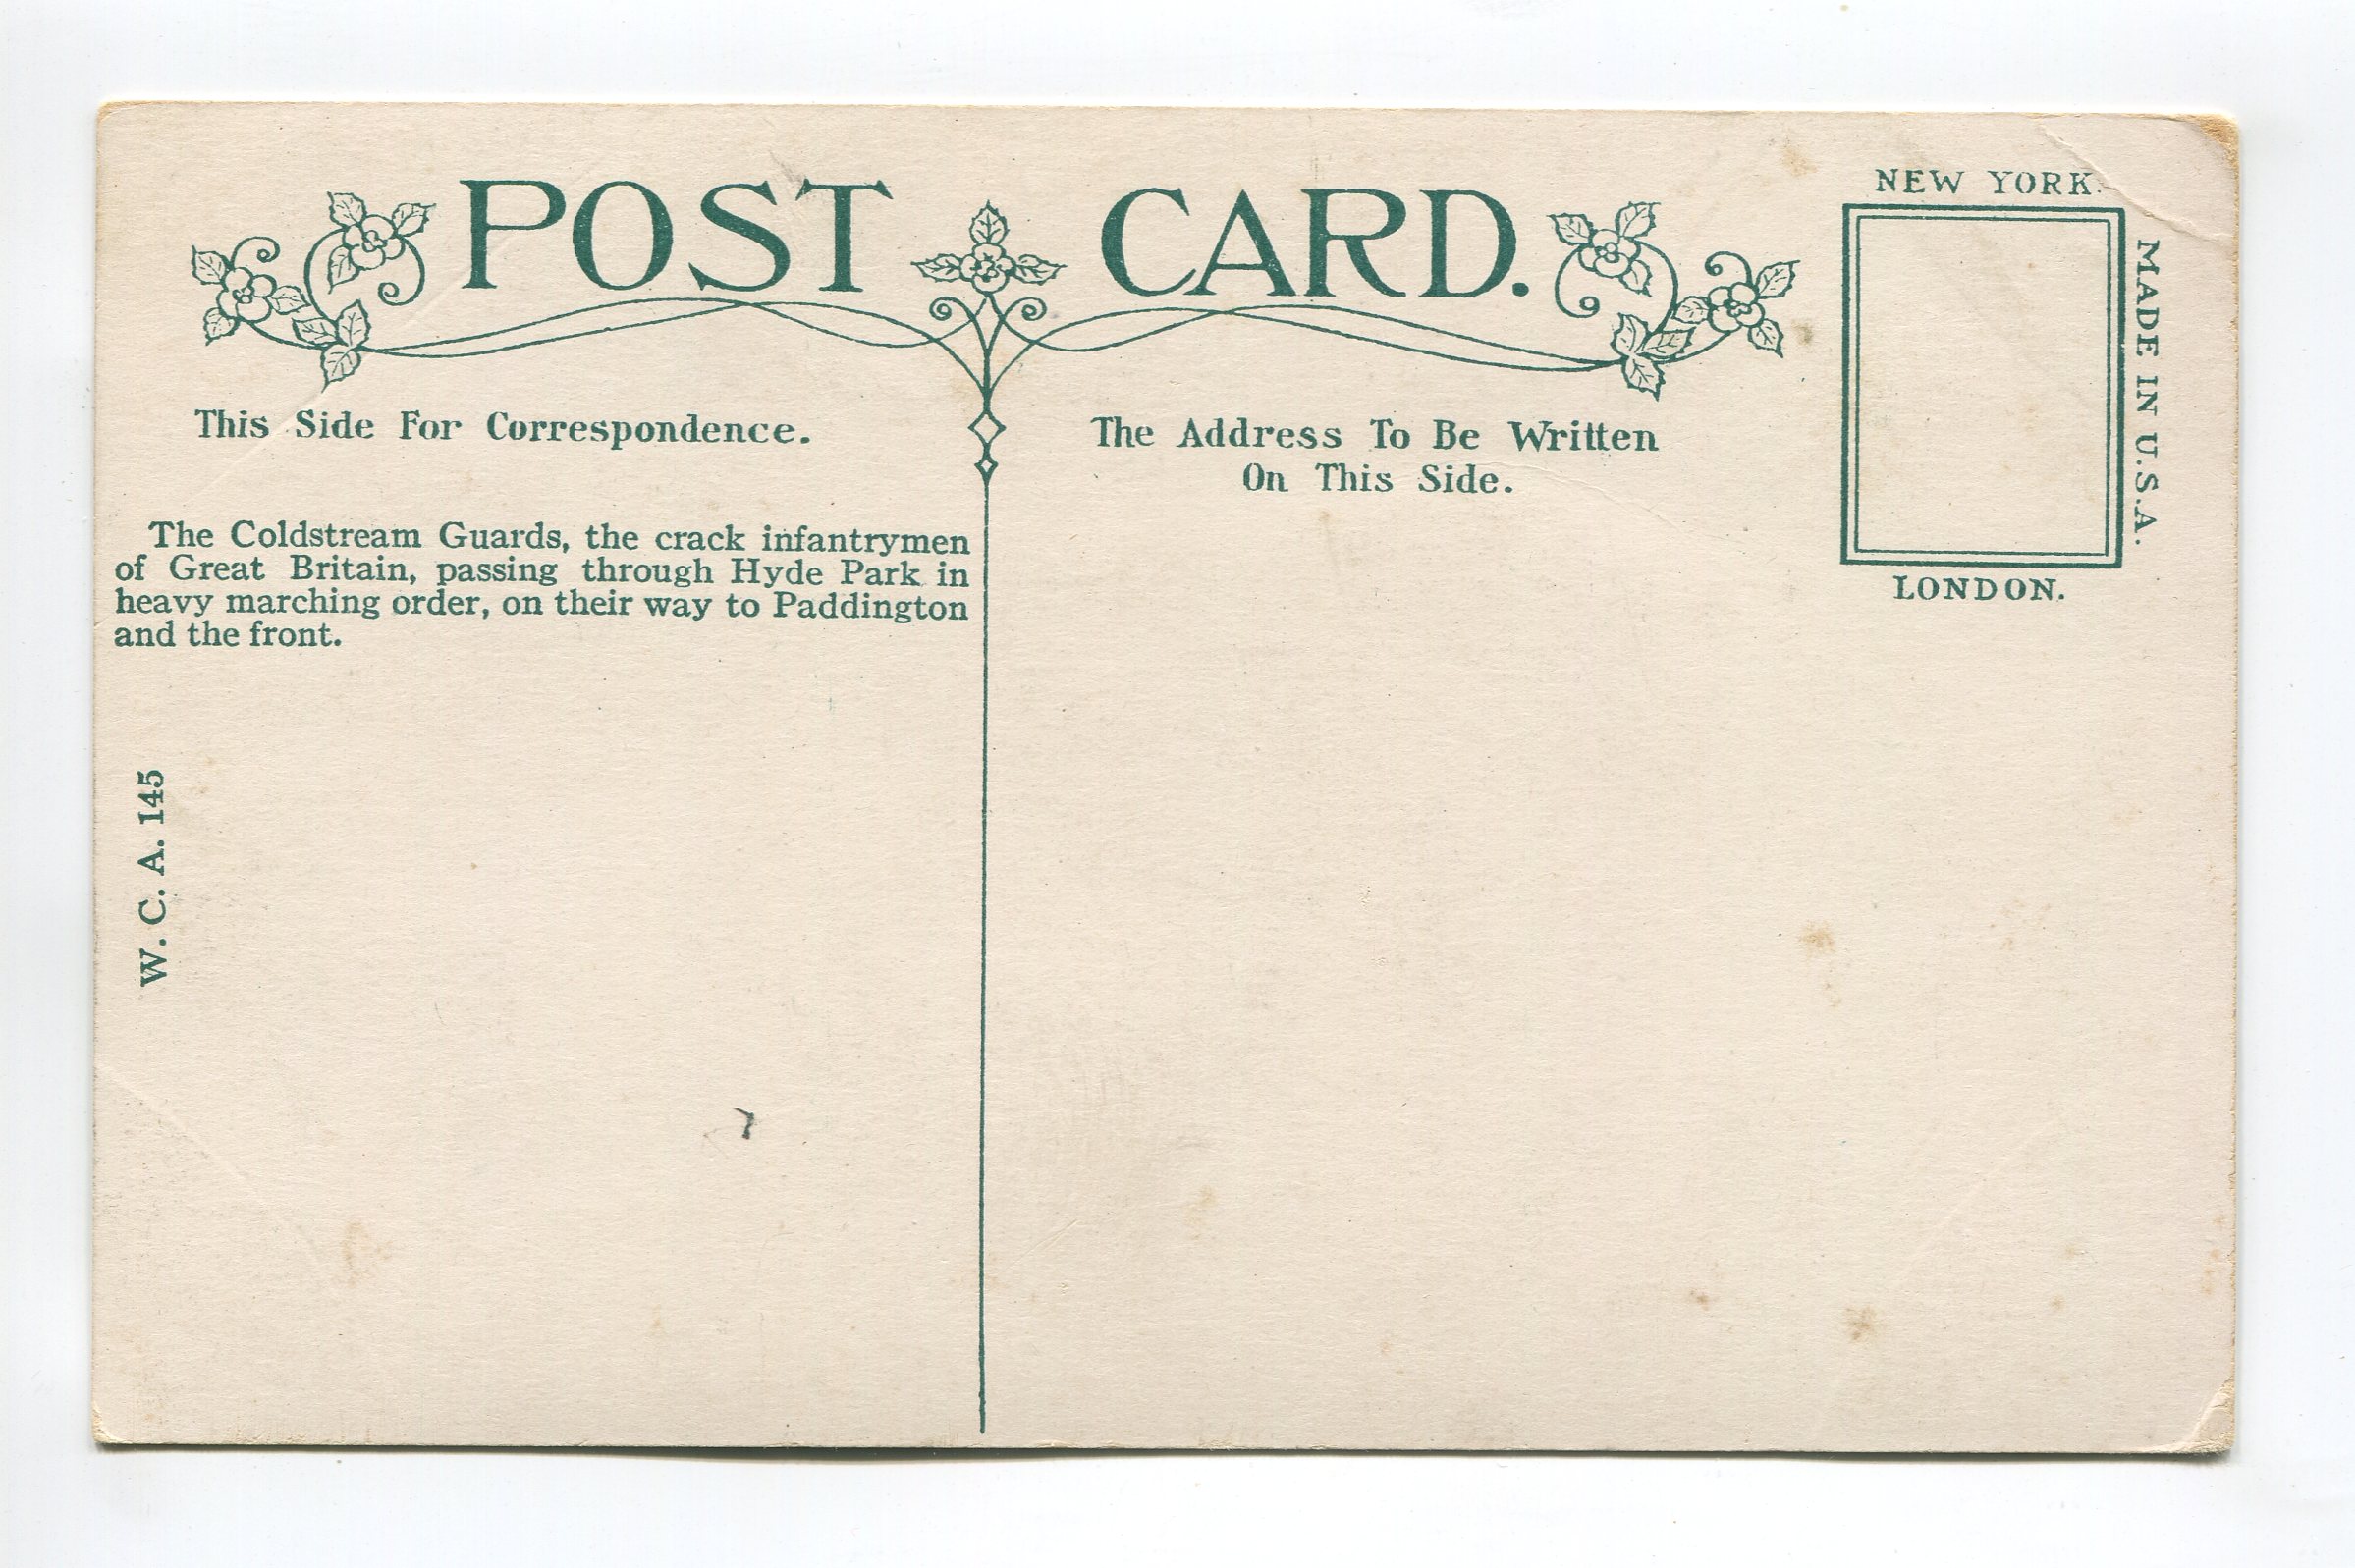 POST CARD.
NEW YORK.
MADE IN U.S.A.
LONDON.
This Side For Correspondence.
The Address To Be Written
On This Side.
The Coldstream Guards, the crack infantrymen
of Great Britain, passing through Hyde Park in
heavy marching order, on their way to Paddington
and the front.
W. C. A. 145